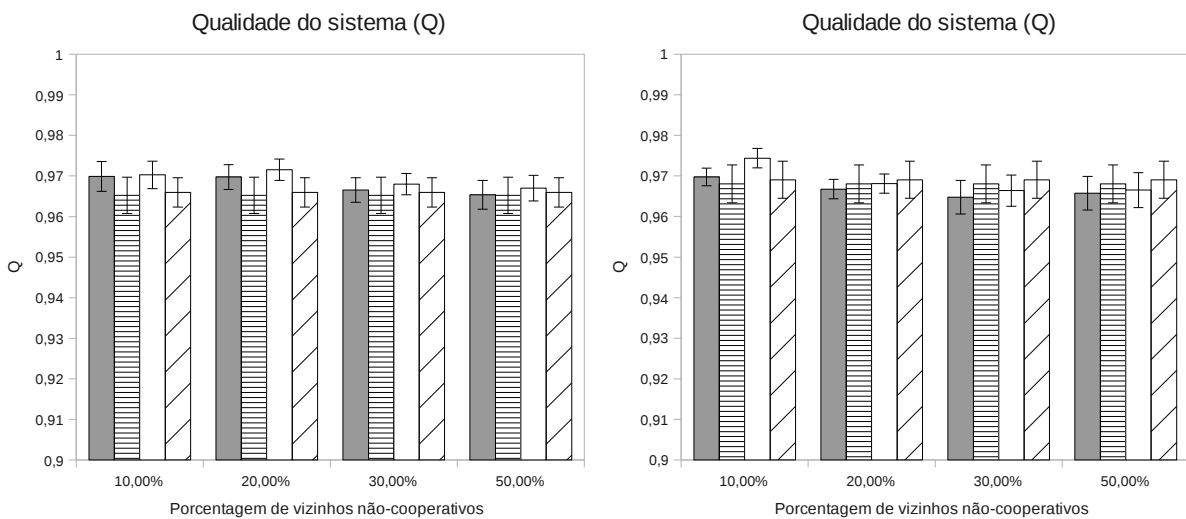 Qualidade do sistema (Q)
1
0,99
0,98
0,97
0,96
0,95
0,94
0,93
0,92
0,91
0,9
Q
10,00% 20,00% 30,00% 50,00%
Porcentagem de vizinhos não-cooperativos
Qualidade do sistema (Q)
1
0,99
0,98
0,97
0,96
0,95
0,94
0,93
0,92
0,91
0,9
Q
10,00% 20,00% 30,00% 50,00%
Porcentagem de vizinhos não-cooperativos